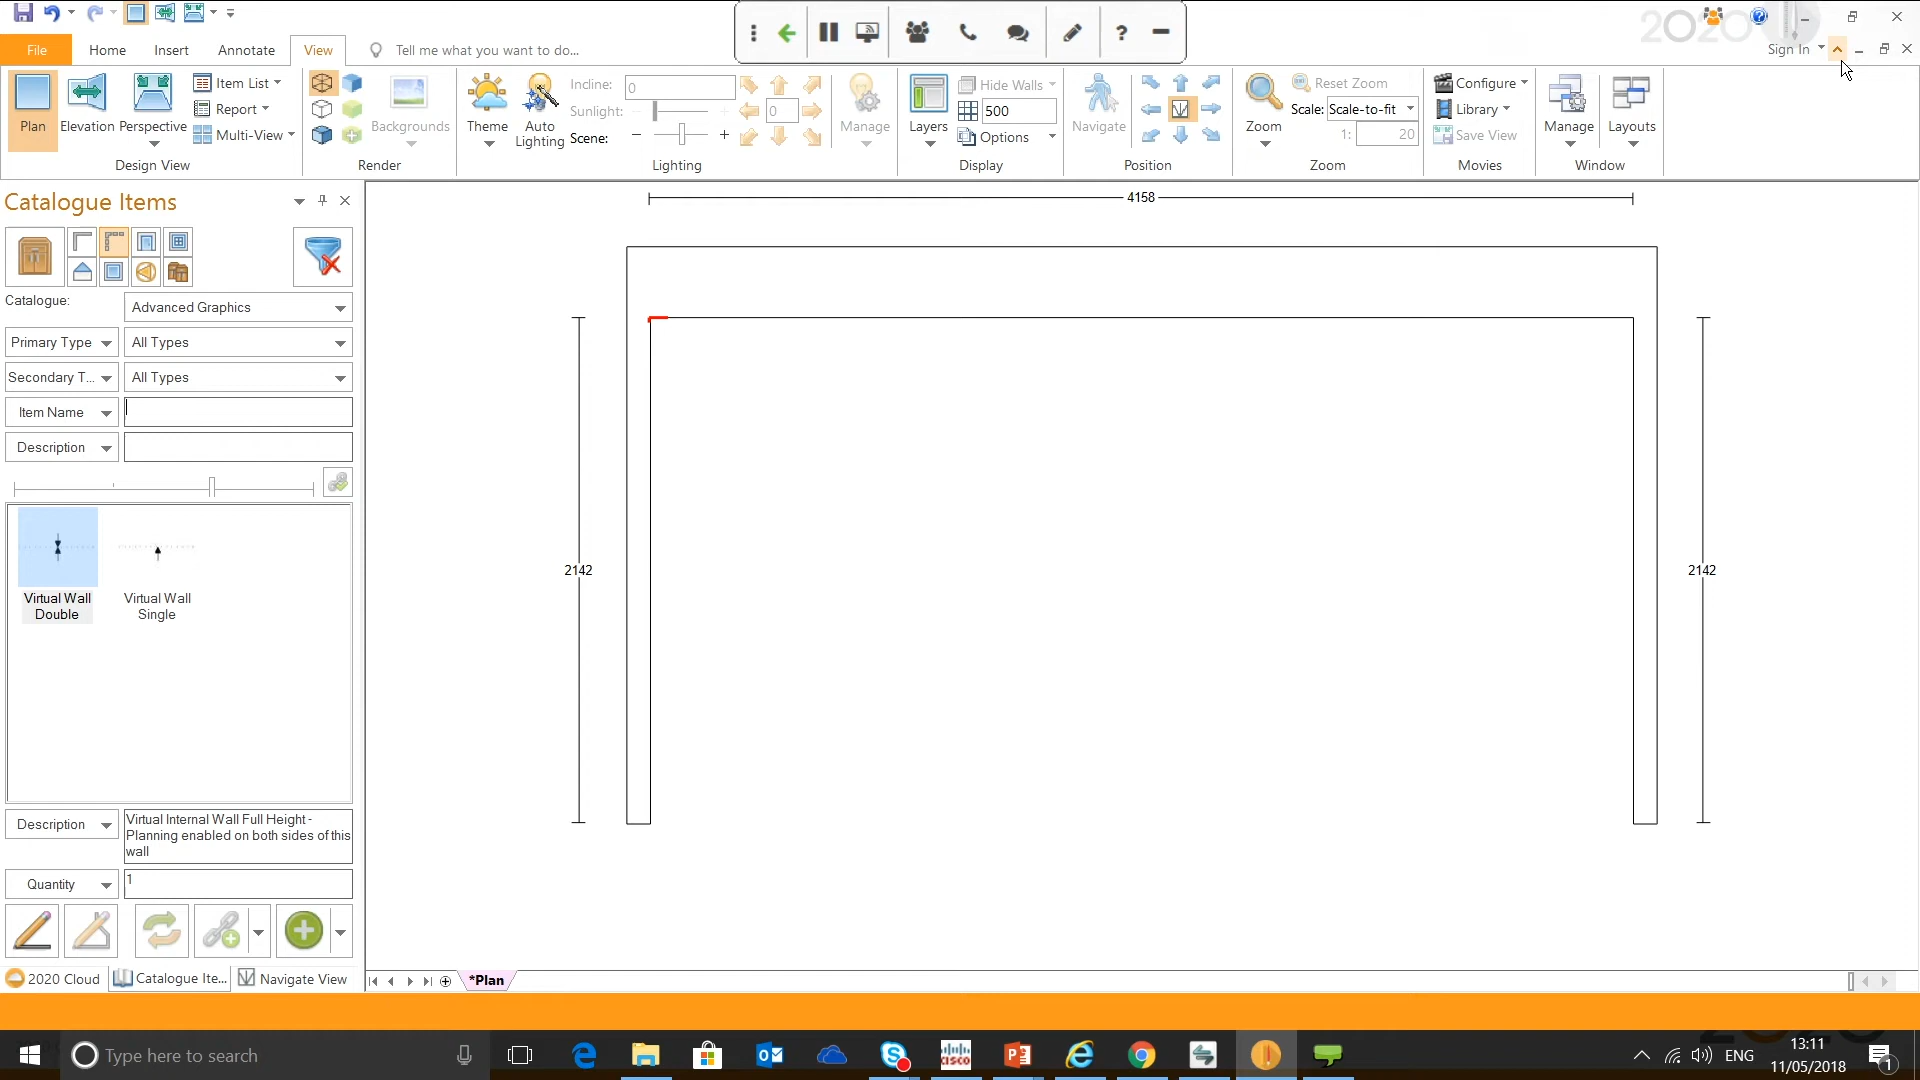 2020
Sign In
File
Home
Insert
Annotate
View
Tell me what you want to do...
Plan
Elevation
Perspective
Item List
Report
Multi-View
Design View
Backgrounds
Render
Theme
Auto
Lighting
Incline:
0
Sunlight:
0
Scene:
Manage
Lighting
Layers
Hide Walls
500
Options
Display
Navigate
Position
Zoom
Reset Zoom
Scale:
Scale-to-fit
1:
20
Zoom
Configure
Library
Save View
Movies
Manage
Layouts
Window
Catalogue Items
Catalogue:
Advanced Graphics
Primary Type
All Types
Secondary T...
All Types
Item Name
Description
Virtual Wall
Double
Virtual Wall
Single
Description
Virtual Internal Wall Full Height -
Planning enabled on both sides of this
wall
Quantity
1
2020 Cloud
Catalogue Ite...
Navigate View
4158
2142
2142
*Plan
Type here to search
CISCO
ENG
13:11
11/05/2018
1